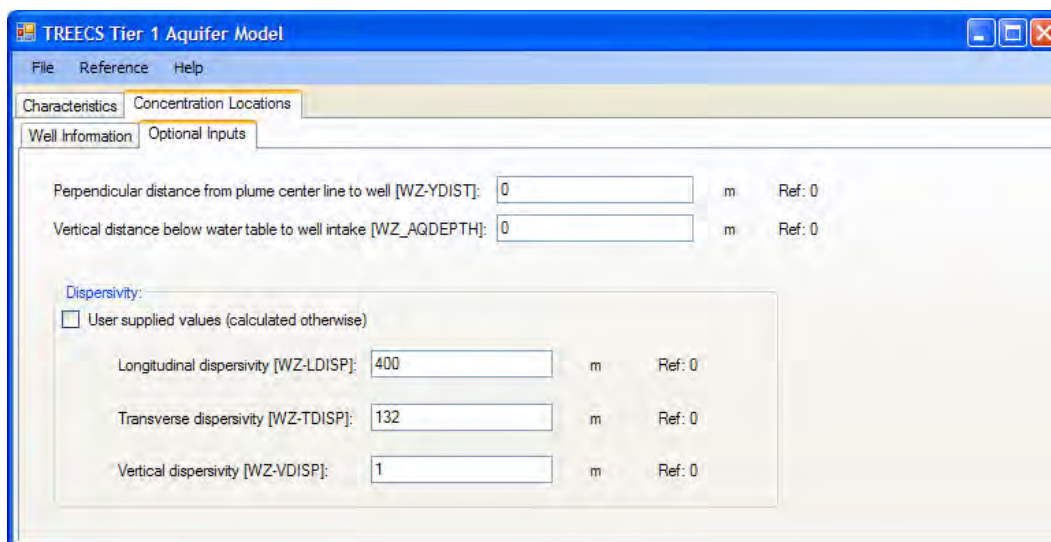 TREECS Tier 1 Aquifer Model
File Reference Help
Characteristics Concentration Locations
Well Information Optional Inputs
Perpendicular distance from plume center line to well [WZ-YDIST]: 0 m Ref: 0
Vertical distance below water table to well intake [WZ_AQDEPTH]: 0 m Ref: 0
Dispersivity:
User supplied values (calculated otherwise)
Longitudinal dispersivity [WZ-LDISP]: 400 m Ref: 0
Transverse dispersivity [WZ-TDISP]: 132 m Ref: 0
Vertical dispersivity [WZ-VDISP]: 1 m Ref: 0